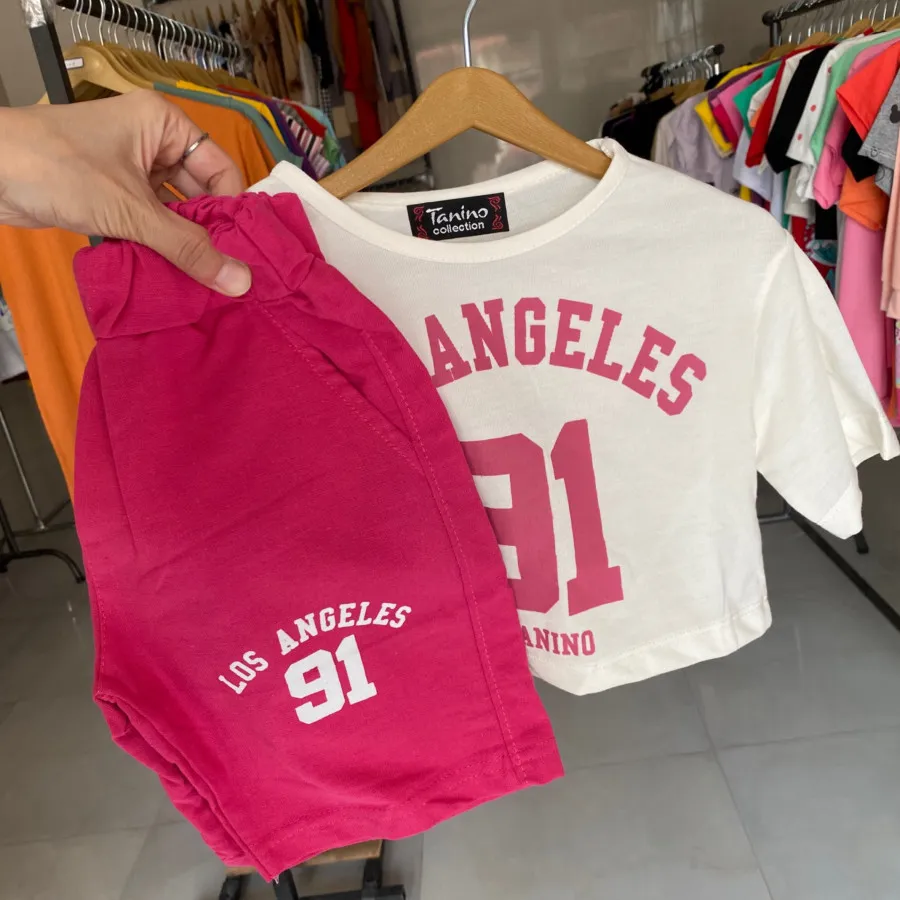 Tanino
collection
ANGELES
91
ANINO
LOS ANGELES
91